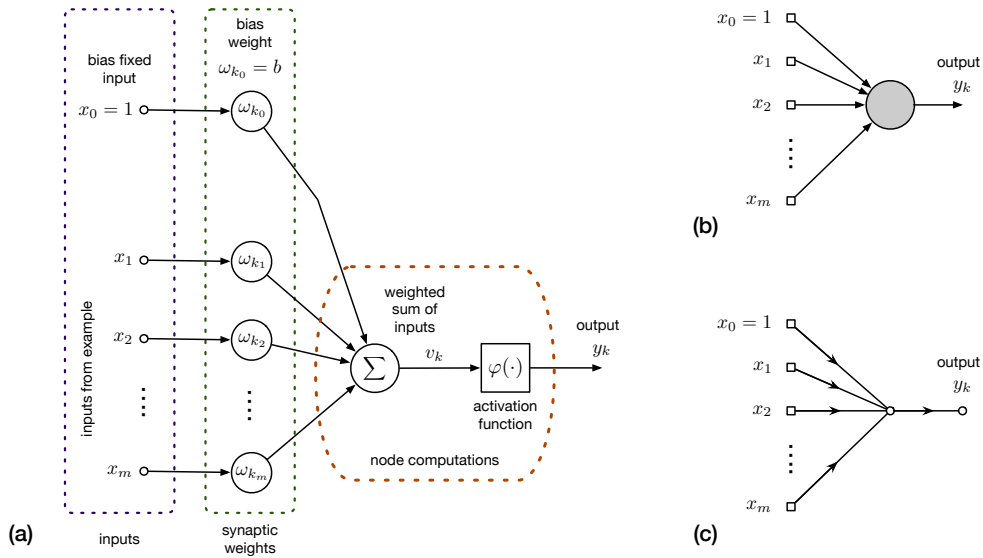 bias
weight
ω_{k_0} = b
bias fixed
input
x_0 = 1
ω_{k_0}
x_1
ω_{k_1}
inputs from example
x_2
ω_{k_2}
x_m
ω_{k_m}
weighted
sum of
inputs
Σ
v_k
φ(·)
activation
function
output
y_k
node computations
(a)
inputs
synaptic
weights
x_0 = 1
x_1
x_2
x_m
output
y_k
(b)
x_0 = 1
x_1
x_2
x_m
output
y_k
(c)